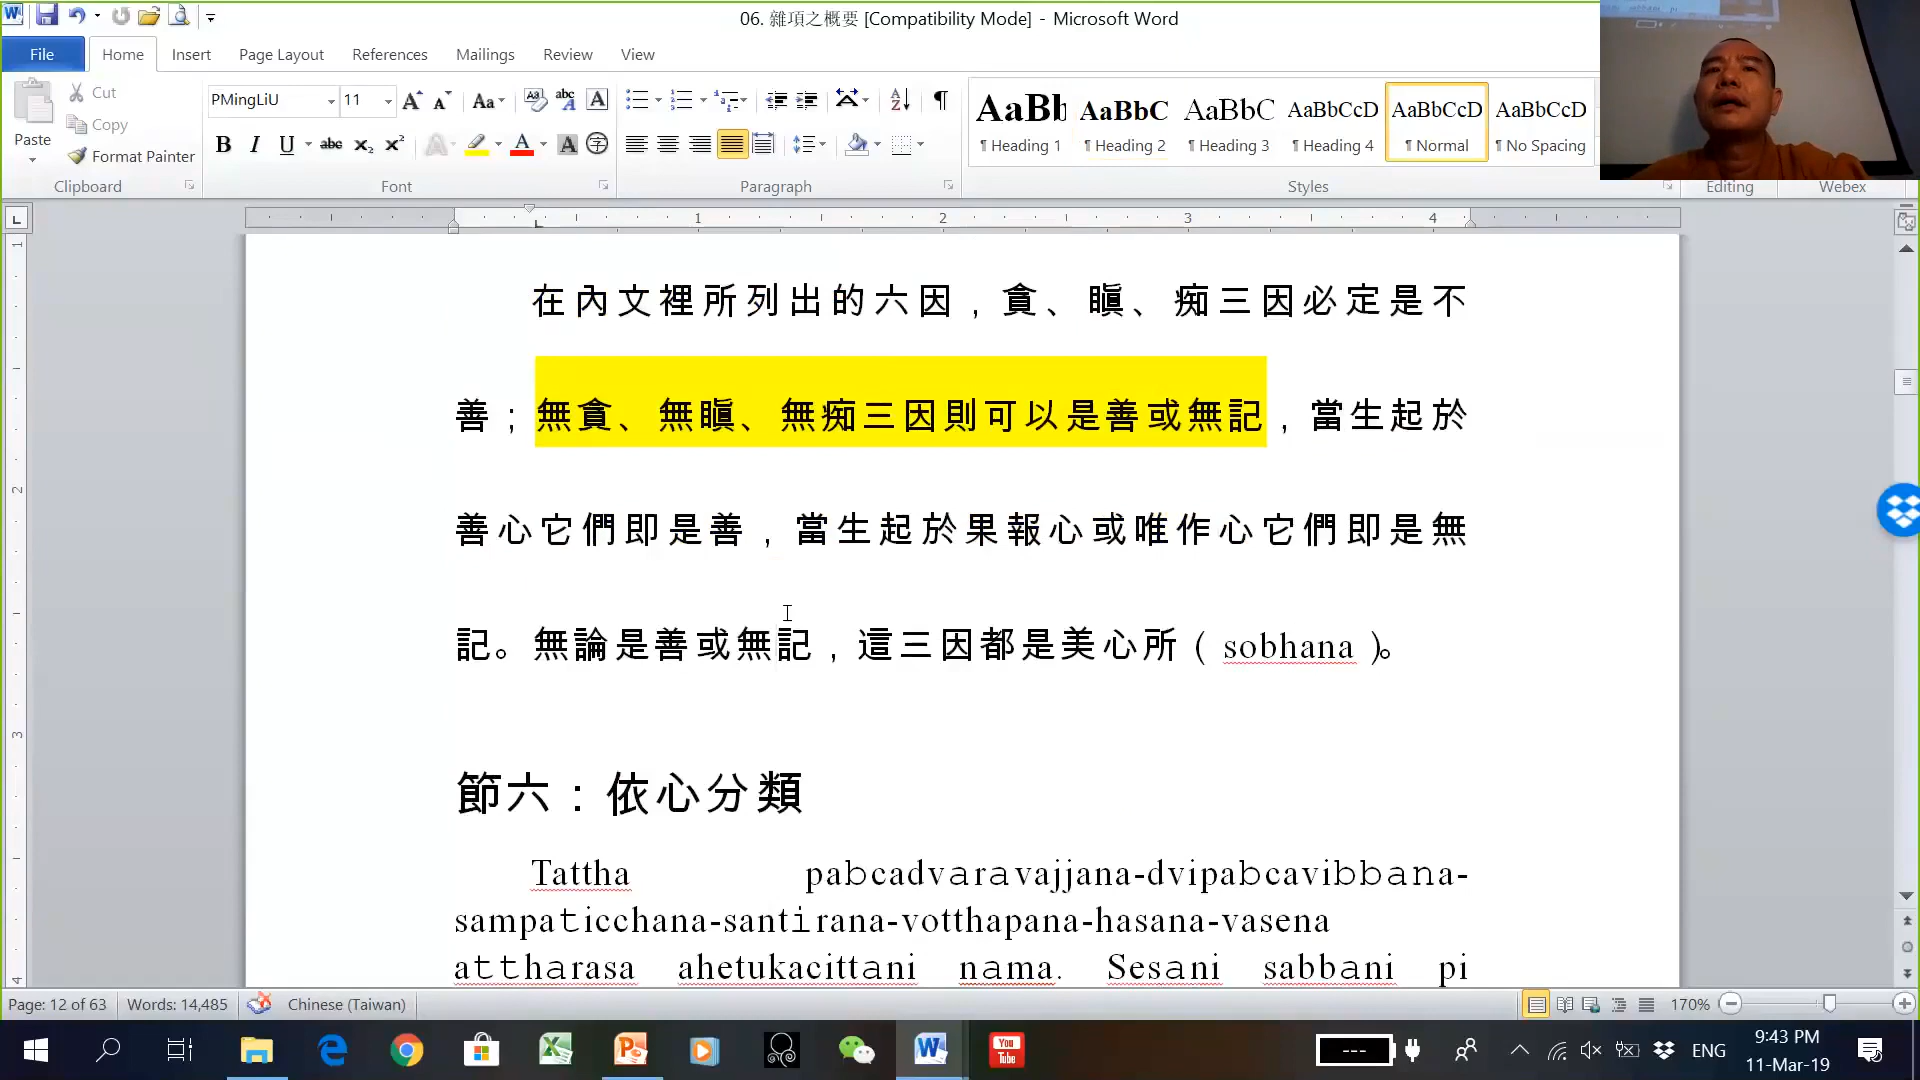 06. 雜項之概要 [Compatibility Mode] - Microsoft Word
File Home Insert Page Layout References Mailings Review View
Paste
Cut
Copy
Format Painter
PMingLiU 11
AaBb AaBbC AaBbC AaBbCcD AaBbCcD AaBbCcD
¶ Heading 1 ¶ Heading 2 ¶ Heading 3 ¶ Heading 4 ¶ Normal ¶ No Spacing
Clipboard Font Paragraph Styles Editing Webex
1 2 3 4
在內文裡所列出的六因，貪、瞋、痴三因必定是不
善；無貪、無瞋、無痴三因則可以是善或無記，當生起於
善心它們即是善，當生起於果報心或唯作心它們即是無
記。無論是善或無記，這三因都是美心所（sobhana）。
節六：依心分類
Tattha pabcadvaravajjana-dvipabcavibbana-
sampaticchana-santirana-votthapana-hasana-vasena
attharasa ahetukacittani nama. Sesani sabbani pi
Page: 12 of 63 Words: 14,485 Chinese (Taiwan) 170%
ENG 9:43 PM
11-Mar-19